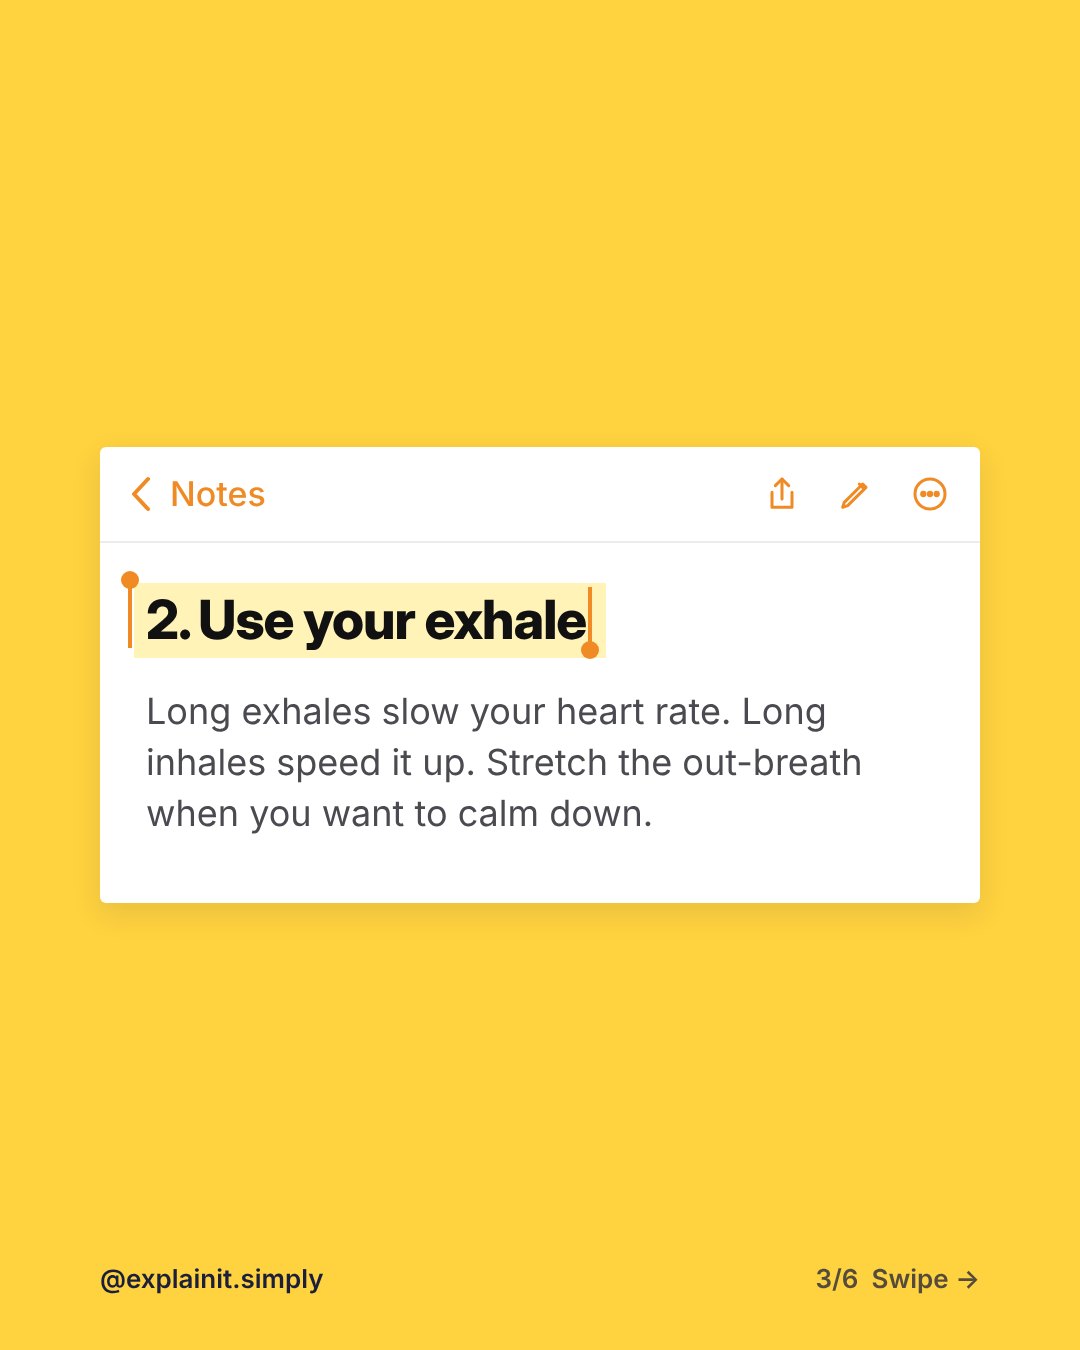 Notes
2. Use your exhale
Long exhales slow your heart rate. Long
inhales speed it up. Stretch the out-breath
when you want to calm down.
@explainit.simply
3/6 Swipe →